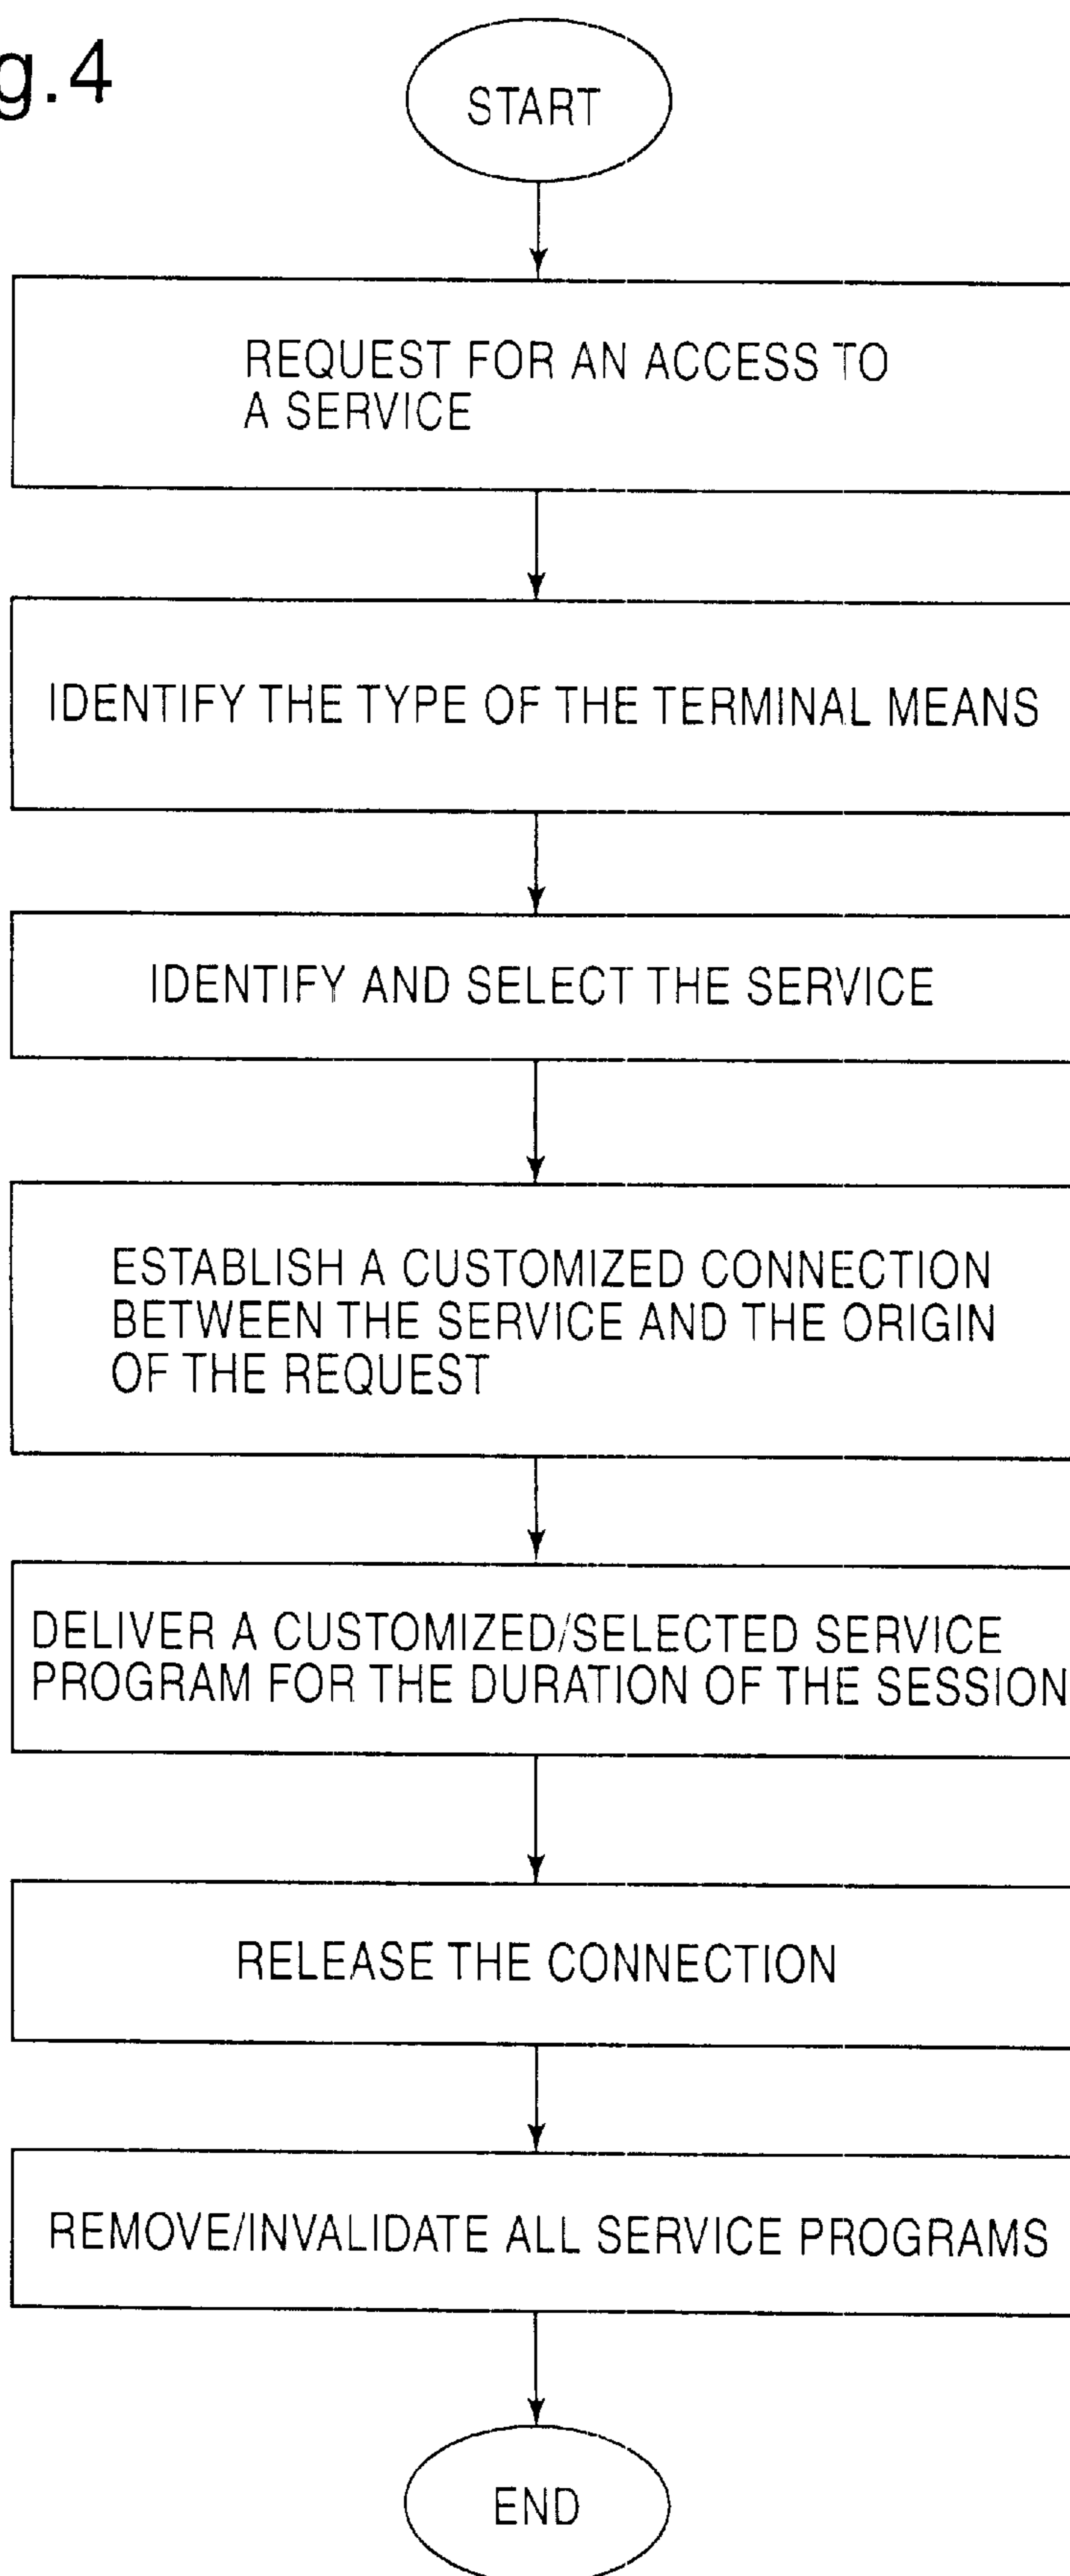 g.4
START
REQUEST FOR AN ACCESS TO
A SERVICE
IDENTIFY THE TYPE OF THE TERMINAL MEANS
IDENTIFY AND SELECT THE SERVICE
ESTABLISH A CUSTOMIZED CONNECTION
BETWEEN THE SERVICE AND THE ORIGIN
OF THE REQUEST
DELIVER A CUSTOMIZED/SELECTED SERVICE
PROGRAM FOR THE DURATION OF THE SESSION
RELEASE THE CONNECTION
REMOVE/INVALIDATE ALL SERVICE PROGRAMS
END